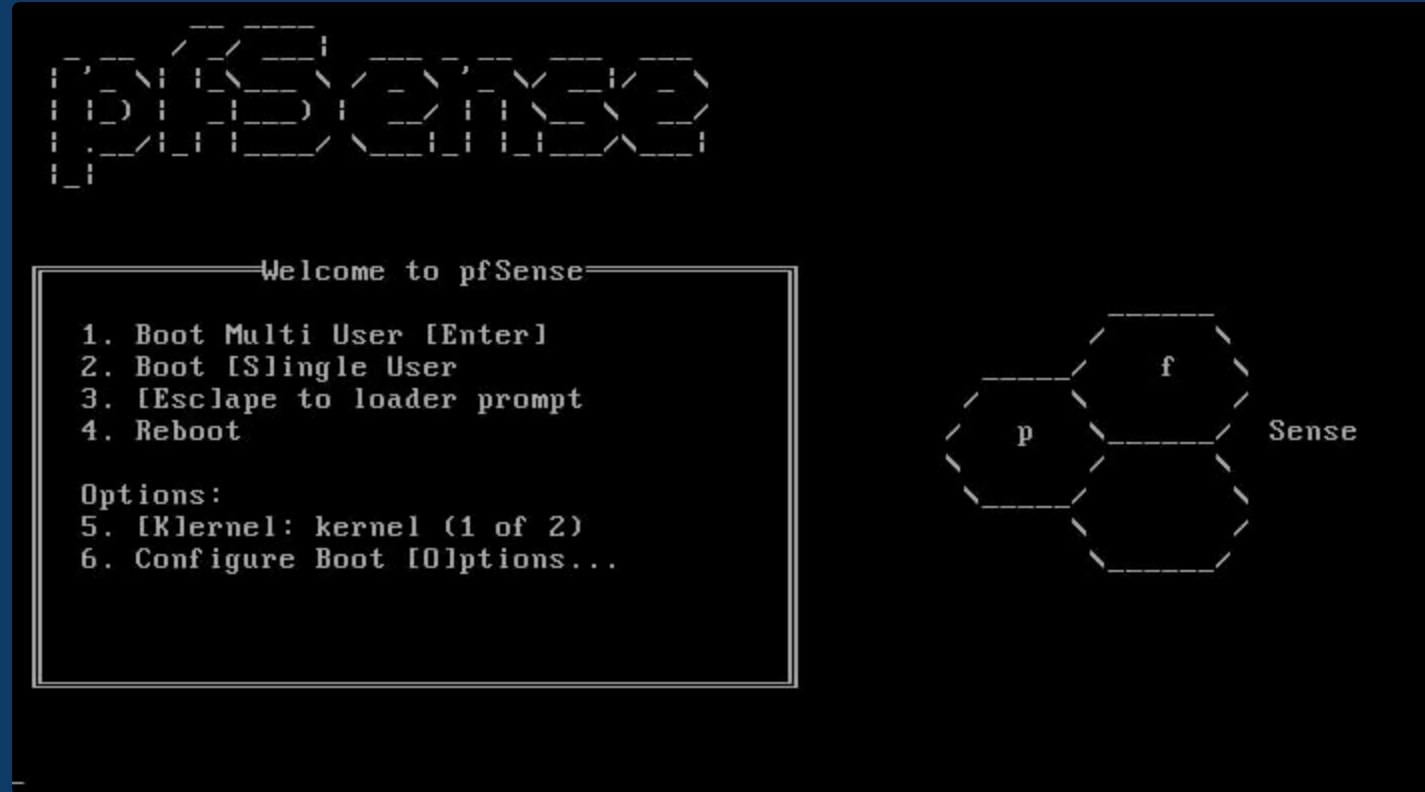 pfSense
Welcome to pfSense
1. Boot Multi User [Enter]
2. Boot [S]ingle User
3. [Esc]ape to loader prompt
4. Reboot
Options:
5. [K]ernel: kernel (1 of 2)
6. Configure Boot [O]ptions...
f
p
Sense